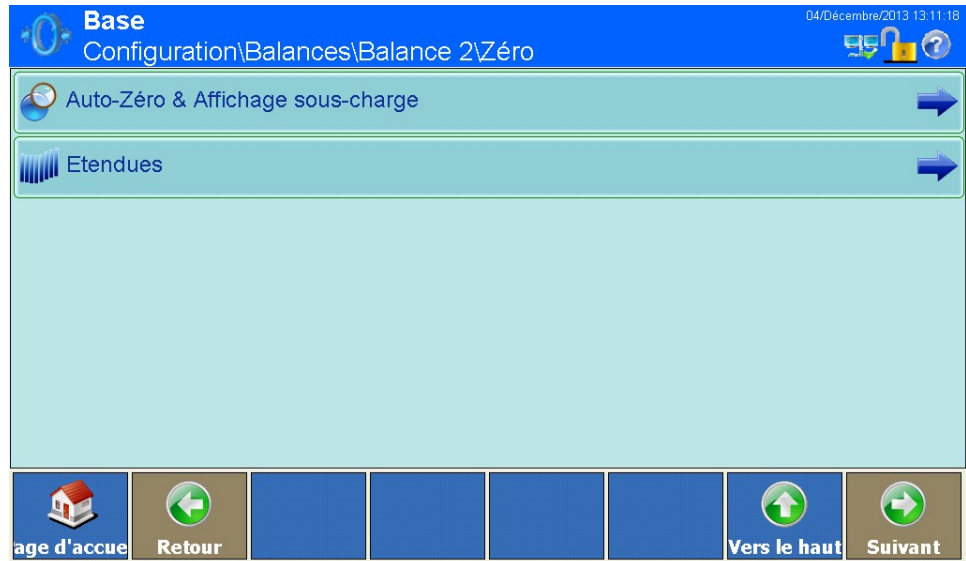 Base
04/Décembre/2013 13:11:18
Configuration\Balances\Balance 2\Zéro
Auto-Zéro & Affichage sous-charge
Etendues
age d'accue
Retour
Vers le haut
Suivant